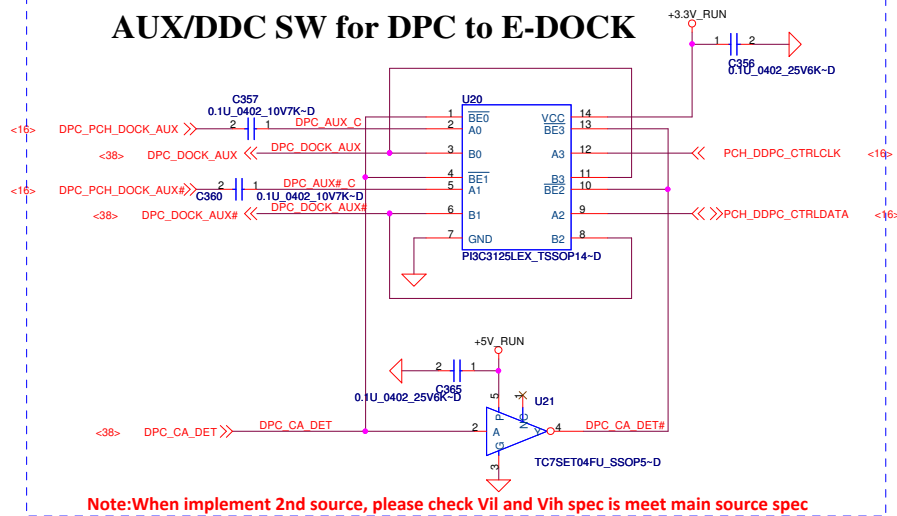 AUX/DDC SW for DPC to E-DOCK
+3.3V_RUN
1 2
C356
0.1U_0402_25V6K~D
C357
0.1U_0402_10V7K~D
U20
<16> DPC_PCH_DOCK_AUX 2 1 DPC_AUX_C
<38> DPC_DOCK_AUX DPC_DOCK_AUX
<16> DPC_PCH_DOCK_AUX# 2 1 DPC_AUX#_C
C360 0.1U_0402_10V7K~D
<38> DPC_DOCK_AUX# DPC_DOCK_AUX#
1 BE0 VCC 14
2 A0 BE3 13
3 B0 A3 12
4 BE1 B3 11
5 A1 BE2 10
6 B1 A2 9
7 GND B2 8
PI3C3125LEX_TSSOP14~D
PCH_DDPC_CTRLCLK <16>
PCH_DDPC_CTRLDATA <16>
+5V_RUN
2 1
C365
0.1U_0402_25V6K~D
5 1 U21
P NC
<38> DPC_CA_DET DPC_CA_DET 2 A Y 4 DPC_CA_DET#
G
3
TC7SET04FU_SSOP5~D
Note:When implement 2nd source, please check Vil and Vih spec is meet main source spec